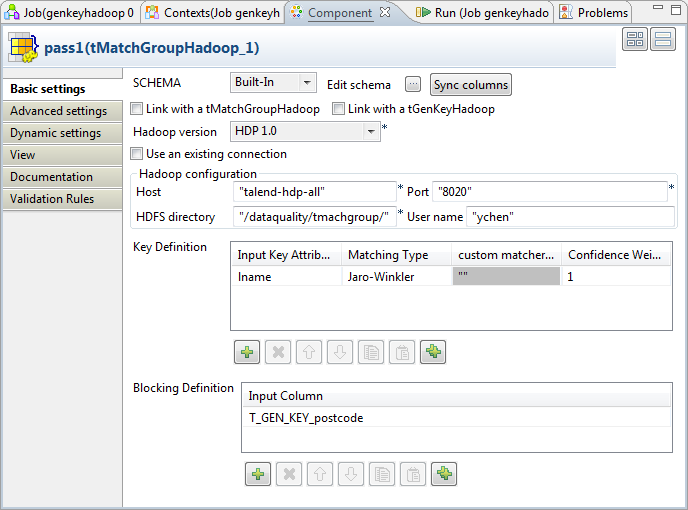 Job(genkeyhadoop 0 Contexts(Job genkeyh Component Run (Job genkeyhado Problems
pass1(tMatchGroupHadoop_1)
Basic settings
Advanced settings
Dynamic settings
View
Documentation
Validation Rules
SCHEMA Built-In Edit schema ... Sync columns
Link with a tMatchGroupHadoop Link with a tGenKeyHadoop
Hadoop version HDP 1.0 *
Use an existing connection
Hadoop configuration
Host "talend-hdp-all" * Port "8020" *
HDFS directory "/dataquality/tmachgroup/" * User name "ychen"
Key Definition
Input Key Attrib... Matching Type custom matcher... Confidence Wei...
lname Jaro-Winkler "" 1
Blocking Definition
Input Column
T_GEN_KEY_postcode